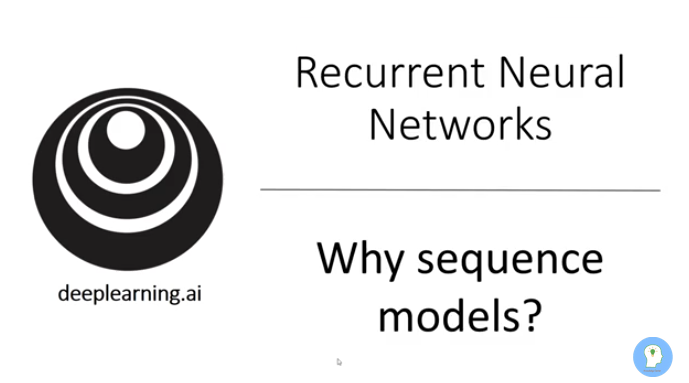 Recurrent Neural
Networks
deeplearning.ai
Why sequence
models?